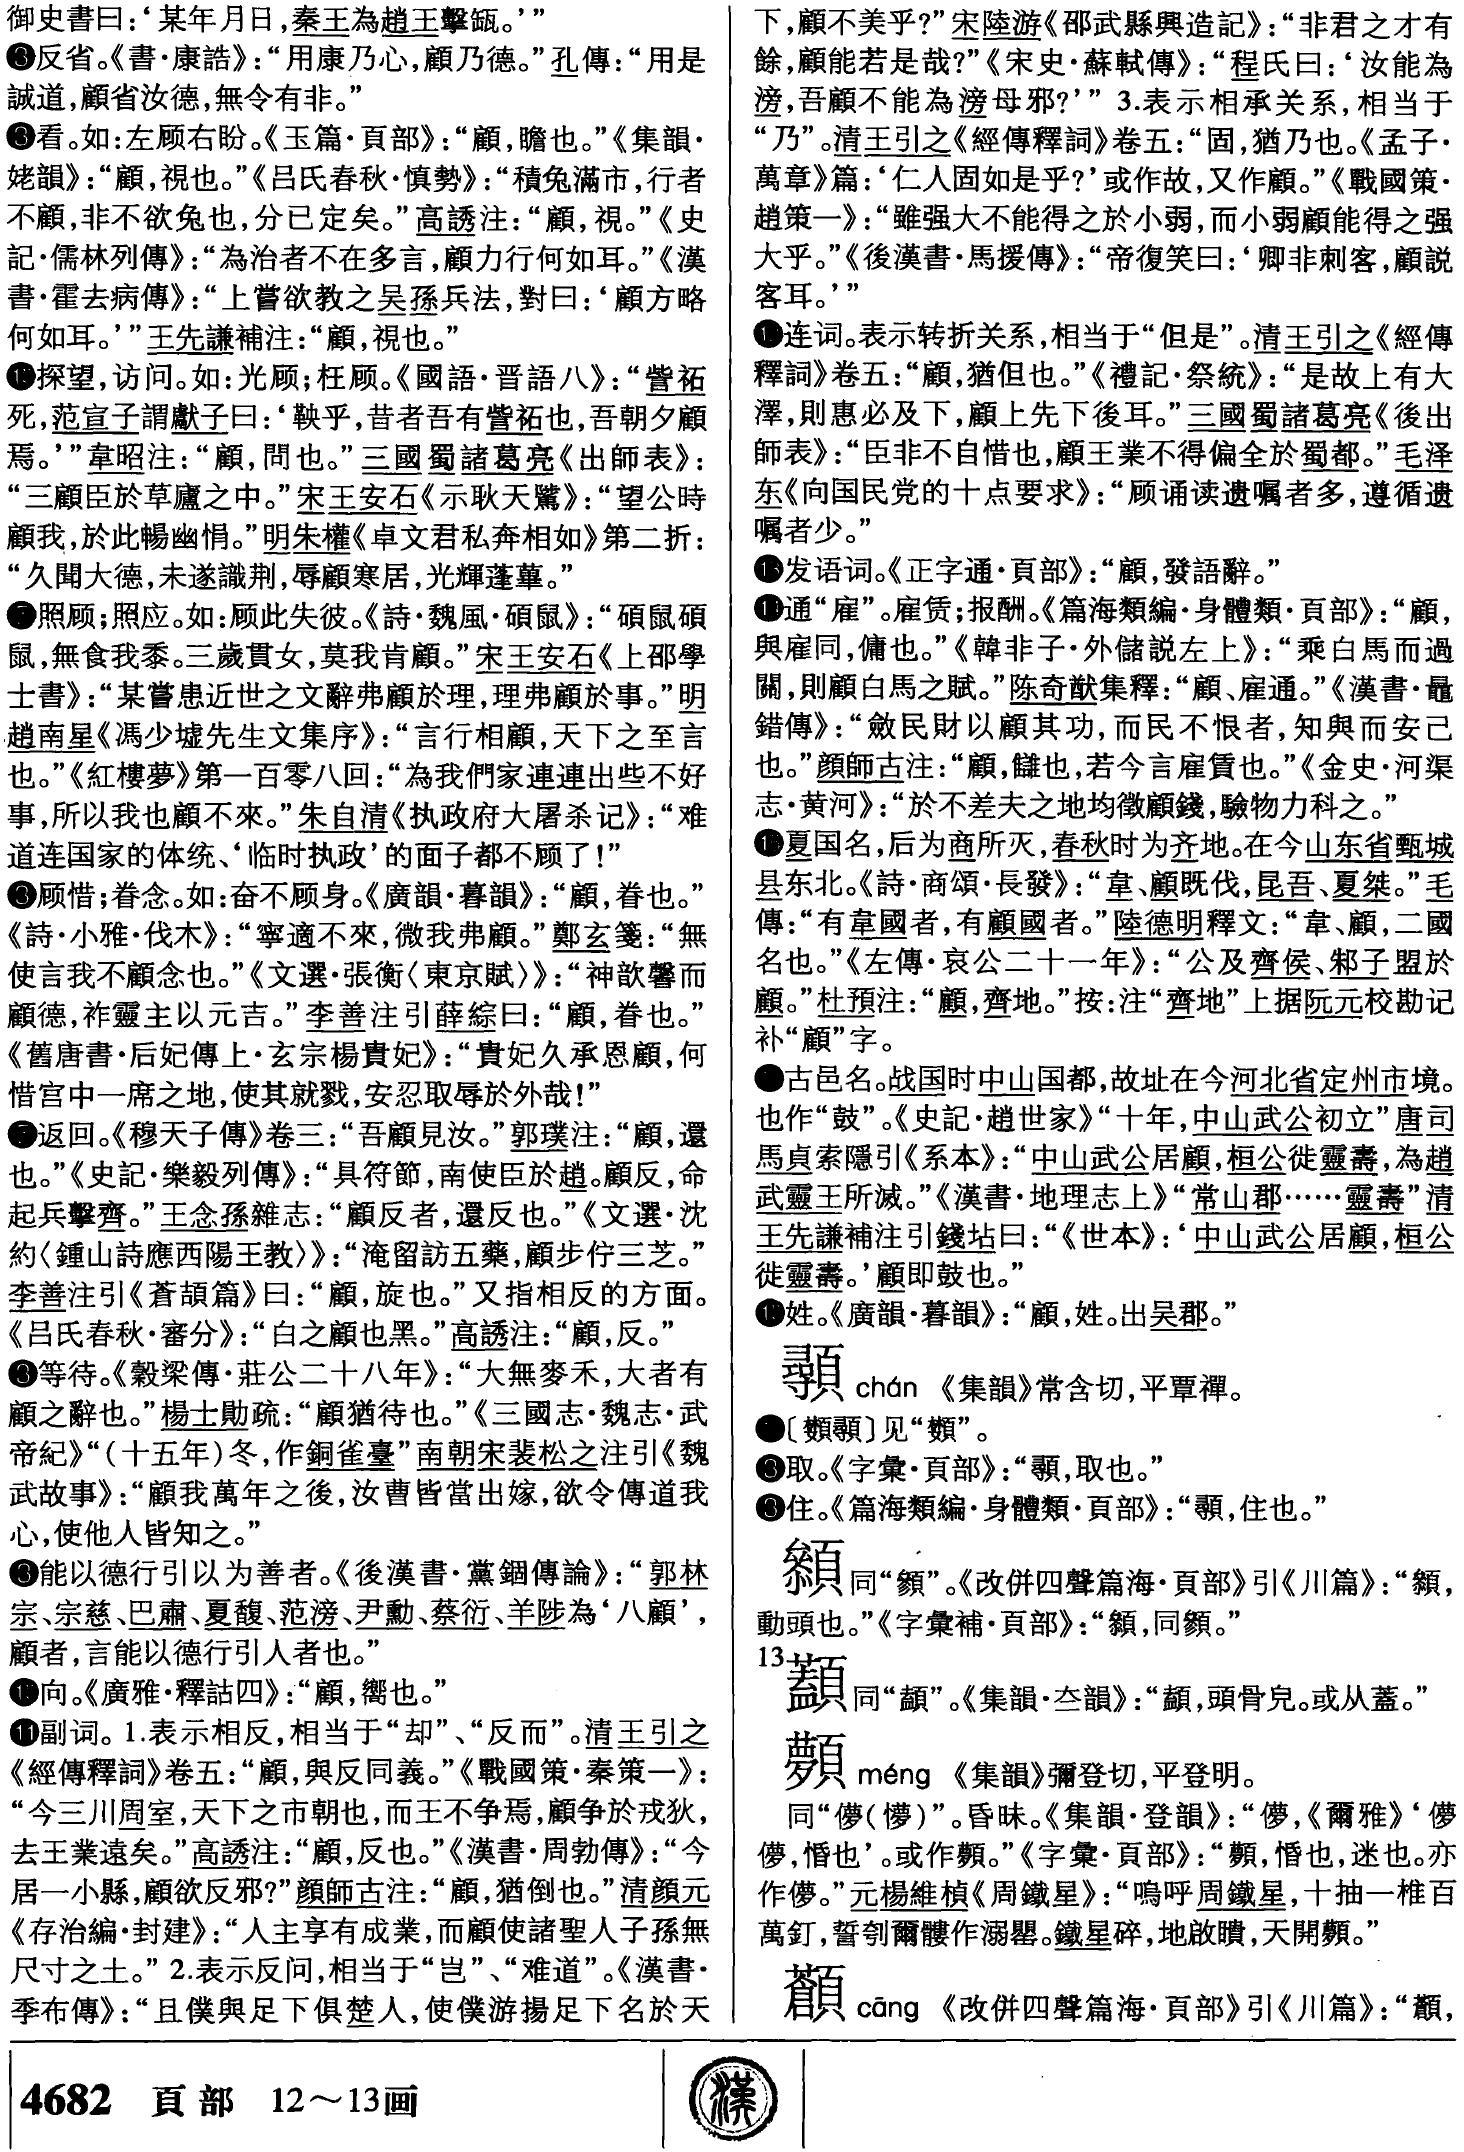 御史書曰：‘某年月日，秦王為趙王擊缻。’”
❸反省。《書·康誥》：“用康乃心，顧乃德。”孔傳：“用是
誠道，顧省汝德，無令有非。”
❸看。如：左顾右盼。《玉篇·頁部》：“顧，瞻也。”《集韻·
姥韻》：“顧，視也。”《吕氏春秋·慎勢》：“積兔滿市，行者
不顧，非不欲兔也，分已定矣。”高誘注：“顧，視。”《史
記·儒林列傳》：“為治者不在多言，顧力行何如耳。”《漢
書·霍去病傳》：“上嘗欲教之吴孫兵法，對曰：‘顧方略
何如耳。’”王先謙補注：“顧，視也。”
探望，访问。如：光顾；枉顾。《國語·晋語八》：“訾祏
死，范宣子謂獻子曰：‘鞅乎，昔者吾有訾祏也，吾朝夕顧
焉。’”韋昭注：“顧，問也。”三國蜀諸葛亮《出師表》：
“三顧臣於草廬之中。”宋王安石《示耿天騭》：“望公時
顧我，於此暢幽悁。”明朱權《卓文君私奔相如》第二折：
“久聞大德，未遂識荆，辱顧寒居，光輝蓬蓽。”
照顾；照应。如：顾此失彼。《詩·魏風·碩鼠》：“碩鼠碩
鼠，無食我黍。三歲貫女，莫我肯顧。”宋王安石《上邵學
士書》：“某嘗患近世之文辭弗顧於理，理弗顧於事。”明
趙南星《馮少墟先生文集序》：“言行相顧，天下之至言
也。”《紅樓夢》第一百零八回：“為我們家連連出些不好
事，所以我也顧不來。”朱自清《执政府大屠杀记》：“难
道连国家的体统、‘临时执政’的面子都不顾了！”
❸顾惜；眷念。如：奋不顾身。《廣韻·暮韻》：“顧，眷也。”
《詩·小雅·伐木》：“寧適不來，微我弗顧。”鄭玄箋：“無
使言我不顧念也。”《文選·張衡〈東京賦〉》：“神歆馨而
顧德，祚靈主以元吉。”李善注引薛綜曰：“顧，眷也。”
《舊唐書·后妃傳上·玄宗楊貴妃》：“貴妃久承恩顧，何
惜宫中一席之地，使其就戮，安忍取辱於外哉！”
返回。《穆天子傳》卷三：“吾顧見汝。”郭璞注：“顧，還
也。”《史記·樂毅列傳》：“具符節，南使臣於趙。顧反，命
起兵擊齊。”王念孫雜志：“顧反者，還反也。”《文選·沈
約〈鍾山詩應西陽王教〉》：“淹留訪五藥，顧步佇三芝。”
李善注引《蒼頡篇》曰：“顧，旋也。”又指相反的方面。
《吕氏春秋·審分》：“白之顧也黑。”高誘注：“顧，反。”
❸等待。《穀梁傳·莊公二十八年》：“大無麥禾，大者有
顧之辭也。”楊士勛疏：“顧猶待也。”《三國志·魏志·武
帝紀》“（十五年）冬，作銅雀臺”南朝宋裴松之注引《魏
武故事》：“顧我萬年之後，汝曹皆當出嫁，欲令傳道我
心，使他人皆知之。”
❸能以德行引以为善者。《後漢書·黨錮傳論》：“郭林
宗、宗慈、巴肅、夏馥、范滂、尹勳、蔡衍、羊陟為‘八顧’，
顧者，言能以德行引人者也。”
向。《廣雅·釋詁四》：“顧，嚮也。”
⓫副词。1.表示相反，相当于“却”、“反而”。清王引之
《經傳釋詞》卷五：“顧，與反同義。”《戰國策·秦策一》：
“今三川周室，天下之市朝也，而王不争焉，顧争於戎狄，
去王業遠矣。”高誘注：“顧，反也。”《漢書·周勃傳》：“今
居一小縣，顧欲反邪？”顔師古注：“顧，猶倒也。”清顔元
《存治編·封建》：“人主享有成業，而顧使諸聖人子孫無
尺寸之土。”2.表示反问，相当于“岂”、“难道”。《漢書·
季布傳》：“且僕與足下俱楚人，使僕游揚足下名於天
下，顧不美乎？”宋陸游《邵武縣興造記》：“非君之才有
餘，顧能若是哉？”《宋史·蘇軾傳》：“程氏曰：‘汝能為
滂，吾顧不能為滂母邪？’”3.表示相承关系，相当于
“乃”。清王引之《經傳釋詞》卷五：“固，猶乃也。《孟子·
萬章》篇：‘仁人固如是乎？’或作故，又作顧。”《戰國策·
趙策一》：“雖强大不能得之於小弱，而小弱顧能得之强
大乎。”《後漢書·馬援傳》：“帝復笑曰：‘卿非刺客，顧説
客耳。’”
连词。表示转折关系，相当于“但是”。清王引之《經傳
釋詞》卷五：“顧，猶但也。”《禮記·祭統》：“是故上有大
澤，則惠必及下，顧上先下後耳。”三國蜀諸葛亮《後出
師表》：“臣非不自惜也，顧王業不得偏全於蜀都。”毛泽
东《向国民党的十点要求》：“顾诵读遗嘱者多，遵循遗
嘱者少。”
发语词。《正字通·頁部》：“顧，發語辭。”
通“雇”。雇赁；报酬。《篇海類編·身體類·頁部》：“顧，
與雇同，傭也。”《韓非子·外儲説左上》：“乘白馬而過
關，則顧白馬之賦。”陈奇猷集釋：“顧、雇通。”《漢書·鼂
錯傳》：“斂民財以顧其功，而民不恨者，知與而安己
也。”顔師古注：“顧，讎也，若今言雇賃也。”《金史·河渠
志·黄河》：“於不差夫之地均徵顧錢，驗物力科之。”
夏国名，后为商所灭，春秋时为齐地。在今山东省甄城
县东北。《詩·商頌·長發》：“韋、顧既伐，昆吾、夏桀。”毛
傳：“有韋國者，有顧國者。”陸德明釋文：“韋、顧，二國
名也。”《左傳·哀公二十一年》：“公及齊侯、邾子盟於
顧。”杜預注：“顧，齊地。”按：注“齊地”上据阮元校勘记
补“顧”字。
古邑名。战国时中山国都，故址在今河北省定州市境。
也作“鼓”。《史記·趙世家》“十年，中山武公初立”唐司
馬貞索隱引《系本》：“中山武公居顧，桓公徙靈壽，為趙
武靈王所滅。”《漢書·地理志上》“常山郡……靈壽”清
王先謙補注引錢坫曰：“《世本》：‘中山武公居顧，桓公
徙靈壽。’顧即鼓也。”
姓。《廣韻·暮韻》：“顧，姓。出吴郡。”
chán 《集韻》常含切，平覃禪。
见
❸取。《字彙·頁部》：“，取也。”
❸住。《篇海類編·身體類·頁部》：“，住也。”
同“”。《改併四聲篇海·頁部》引《川篇》：“，
動頭也。”《字彙補·頁部》：“，同。”
13
同“”。《集韻·韻》：“，頭骨皃。或从蓋。”
méng 《集韻》彌登切，平登明。
同“儚（懜）”。昏昧。《集韻·登韻》：“儚，《爾雅》‘儚
儚，惛也’。或作顭。”《字彙·頁部》：“顭，惛也，迷也。亦
作儚。”元楊維楨《周鐵星》：“嗚呼周鐵星，十抽一椎百
萬釘，誓刳爾髏作溺罌。鐵星碎，地啟瞶，天開顭。”
cāng 《改併四聲篇海·頁部》引《川篇》：“，
4682 頁部 12～13画
漢